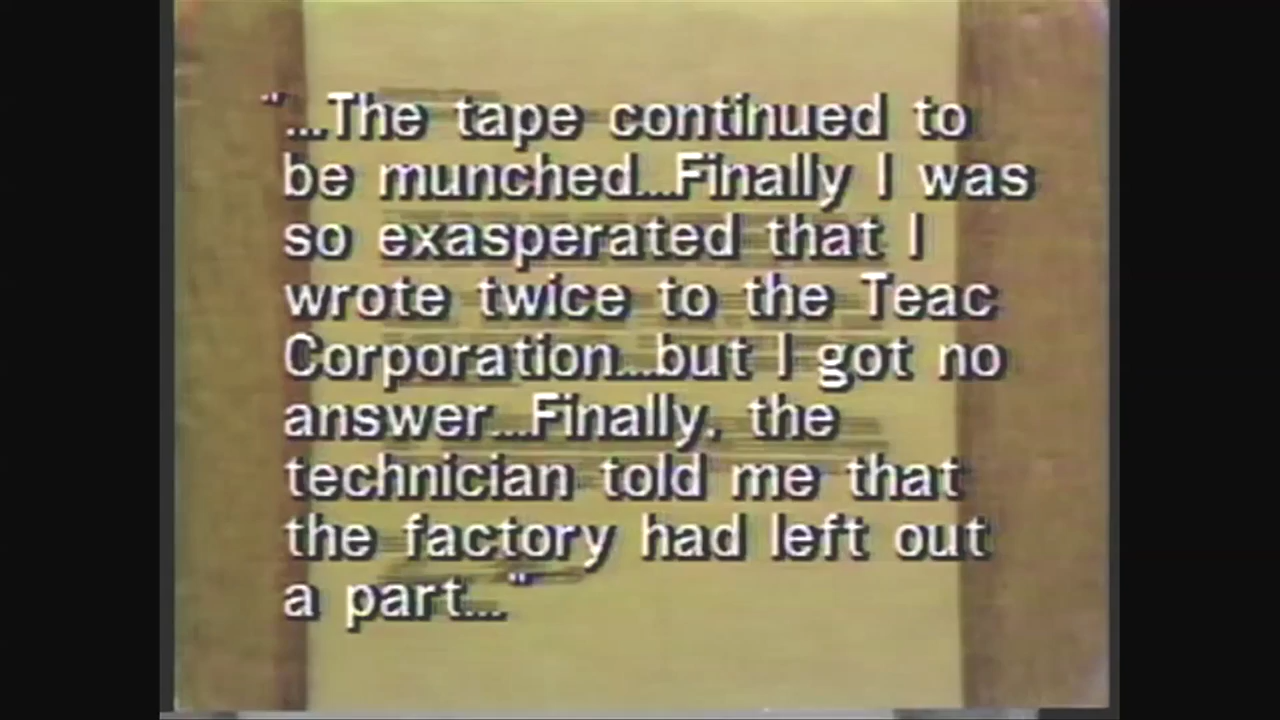 "...The tape continued to
be munched...Finally I was
so exasperated that I
wrote twice to the Teac
Corporation...but I got no
answer...Finally, the
technician told me that
the factory had left out
a part..."